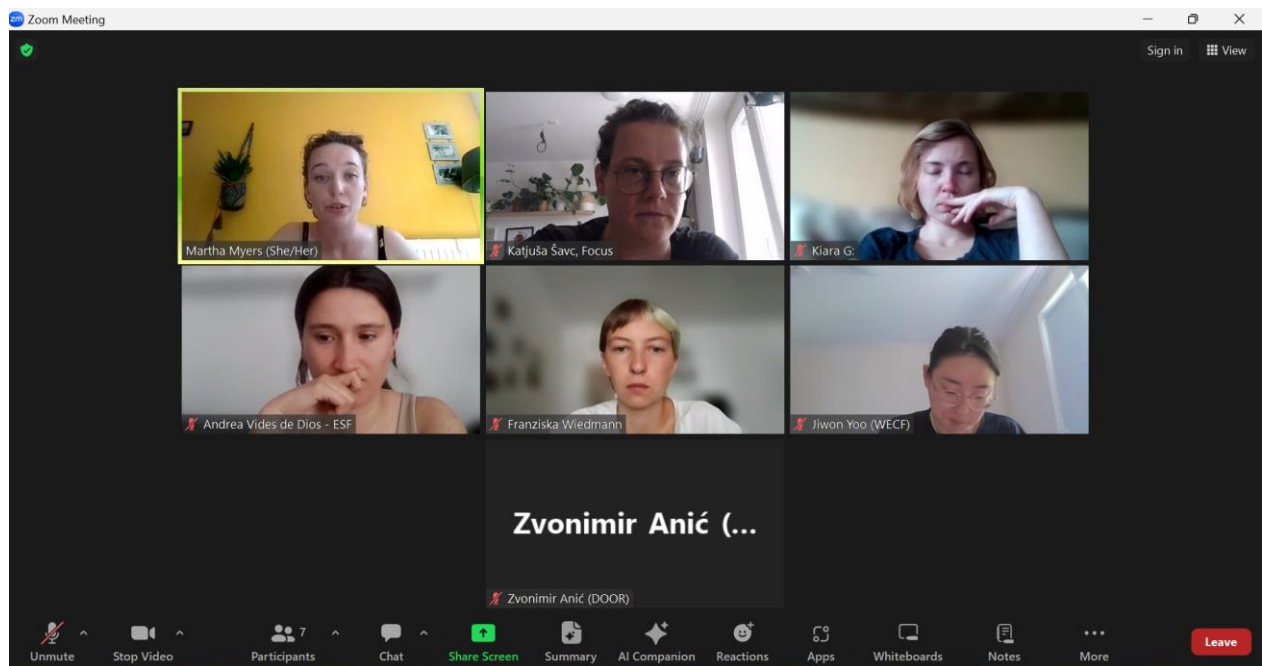 zm Zoom Meeting
Sign in View
Martha Myers (She/Her)
Katjuša Šavc, Focus
Kiara G:
Andrea Vides de Dios - ESF
Franziska Wiedmann
Jiwon Yoo (WECF)
Zvonimir Anić (...
Zvonimir Anić (DOOR)
7
Unmute Stop Video Participants Chat Share Screen Summary AI Companion Reactions Apps Whiteboards Notes More Leave